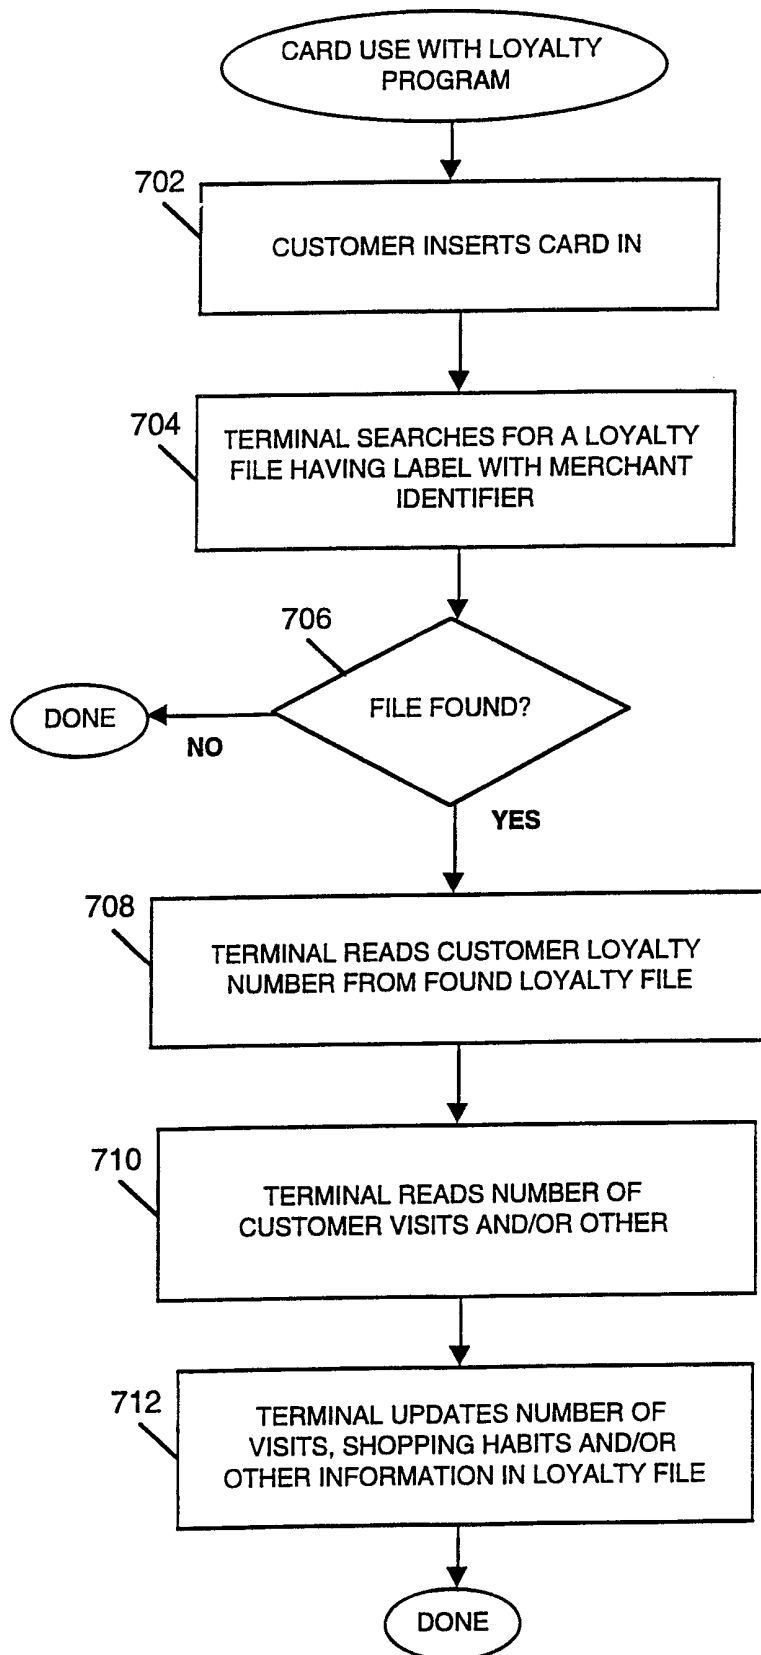 CARD USE WITH LOYALTY
PROGRAM
702
CUSTOMER INSERTS CARD IN
704
TERMINAL SEARCHES FOR A LOYALTY
FILE HAVING LABEL WITH MERCHANT
IDENTIFIER
706
FILE FOUND?
DONE
NO
YES
708
TERMINAL READS CUSTOMER LOYALTY
NUMBER FROM FOUND LOYALTY FILE
710
TERMINAL READS NUMBER OF
CUSTOMER VISITS AND/OR OTHER
712
TERMINAL UPDATES NUMBER OF
VISITS, SHOPPING HABITS AND/OR
OTHER INFORMATION IN LOYALTY FILE
DONE